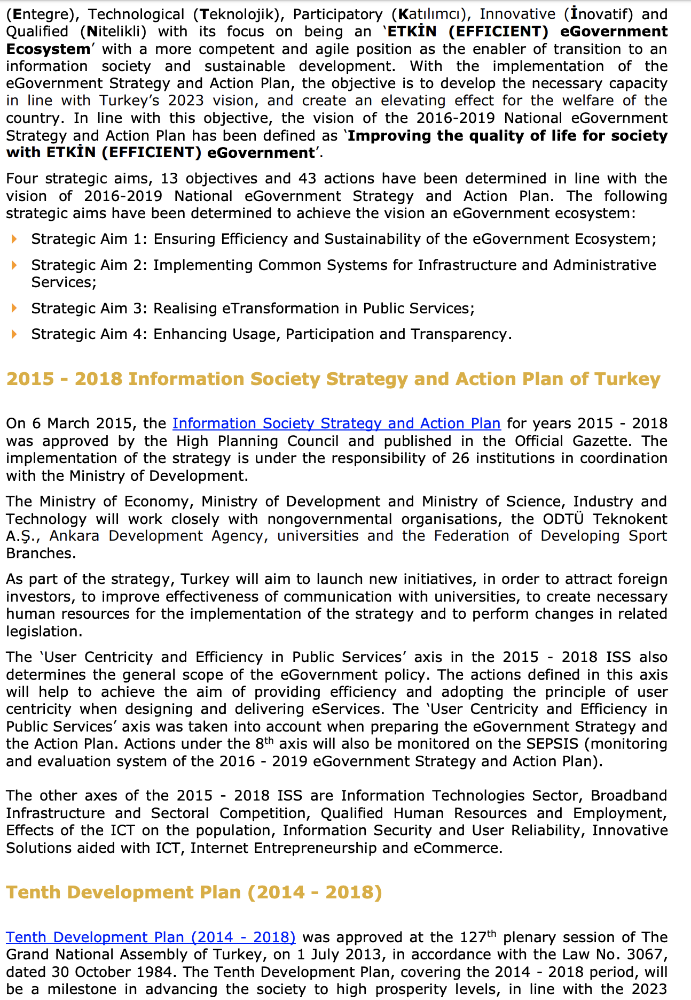 (Entegre), Technological (Teknolojik), Participatory (Katılımcı), Innovative (İnovatif) and
Qualified (Nitelikli) with its focus on being an ‘ETKİN (EFFICIENT) eGovernment
Ecosystem’ with a more competent and agile position as the enabler of transition to an
information society and sustainable development. With the implementation of the
eGovernment Strategy and Action Plan, the objective is to develop the necessary capacity
in line with Turkey’s 2023 vision, and create an elevating effect for the welfare of the
country. In line with this objective, the vision of the 2016-2019 National eGovernment
Strategy and Action Plan has been defined as ‘Improving the quality of life for society
with ETKİN (EFFICIENT) eGovernment’.
Four strategic aims, 13 objectives and 43 actions have been determined in line with the
vision of 2016-2019 National eGovernment Strategy and Action Plan. The following
strategic aims have been determined to achieve the vision an eGovernment ecosystem:
Strategic Aim 1: Ensuring Efficiency and Sustainability of the eGovernment Ecosystem;
Strategic Aim 2: Implementing Common Systems for Infrastructure and Administrative
Services;
Strategic Aim 3: Realising eTransformation in Public Services;
Strategic Aim 4: Enhancing Usage, Participation and Transparency.
2015 - 2018 Information Society Strategy and Action Plan of Turkey
On 6 March 2015, the Information Society Strategy and Action Plan for years 2015 - 2018
was approved by the High Planning Council and published in the Official Gazette. The
implementation of the strategy is under the responsibility of 26 institutions in coordination
with the Ministry of Development.
The Ministry of Economy, Ministry of Development and Ministry of Science, Industry and
Technology will work closely with nongovernmental organisations, the ODTÜ Teknokent
A.Ş., Ankara Development Agency, universities and the Federation of Developing Sport
Branches.
As part of the strategy, Turkey will aim to launch new initiatives, in order to attract foreign
investors, to improve effectiveness of communication with universities, to create necessary
human resources for the implementation of the strategy and to perform changes in related
legislation.
The ‘User Centricity and Efficiency in Public Services’ axis in the 2015 - 2018 ISS also
determines the general scope of the eGovernment policy. The actions defined in this axis
will help to achieve the aim of providing efficiency and adopting the principle of user
centricity when designing and delivering eServices. The ‘User Centricity and Efficiency in
Public Services’ axis was taken into account when preparing the eGovernment Strategy and
the Action Plan. Actions under the 8th axis will also be monitored on the SEPSIS (monitoring
and evaluation system of the 2016 - 2019 eGovernment Strategy and Action Plan).
The other axes of the 2015 - 2018 ISS are Information Technologies Sector, Broadband
Infrastructure and Sectoral Competition, Qualified Human Resources and Employment,
Effects of the ICT on the population, Information Security and User Reliability, Innovative
Solutions aided with ICT, Internet Entrepreneurship and eCommerce.
Tenth Development Plan (2014 - 2018)
Tenth Development Plan (2014 - 2018) was approved at the 127th plenary session of The
Grand National Assembly of Turkey, on 1 July 2013, in accordance with the Law No. 3067,
dated 30 October 1984. The Tenth Development Plan, covering the 2014 - 2018 period, will
be a milestone in advancing the society to high prosperity levels, in line with the 2023